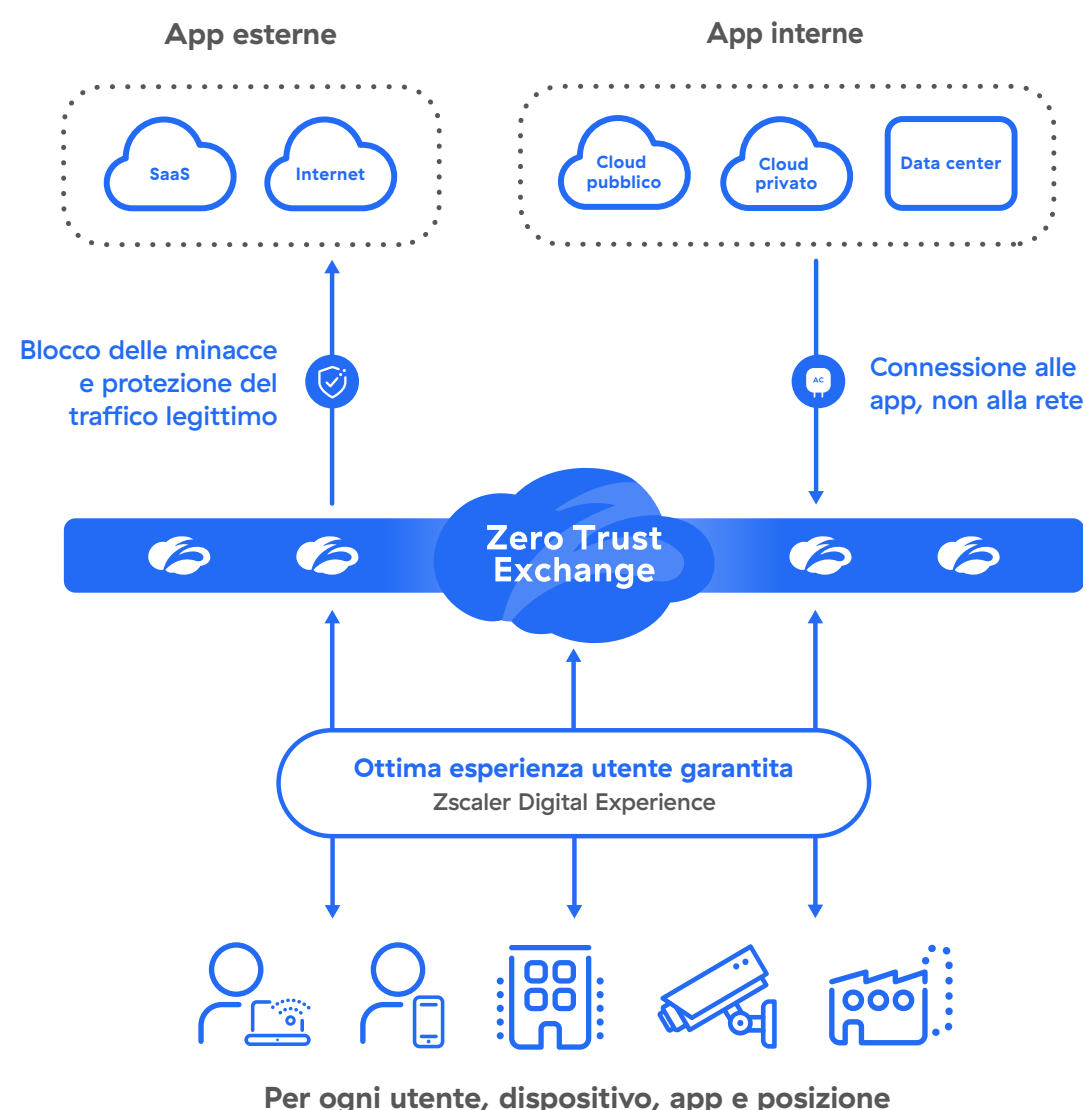 App esterne
App interne
SaaS
Internet
Cloud
pubblico
Cloud
privato
Data center
Blocco delle minacce
e protezione del
traffico legittimo
AC
Connessione alle
app, non alla rete
Zero Trust
Exchange
Ottima esperienza utente garantita
Zscaler Digital Experience
Per ogni utente, dispositivo, app e posizione